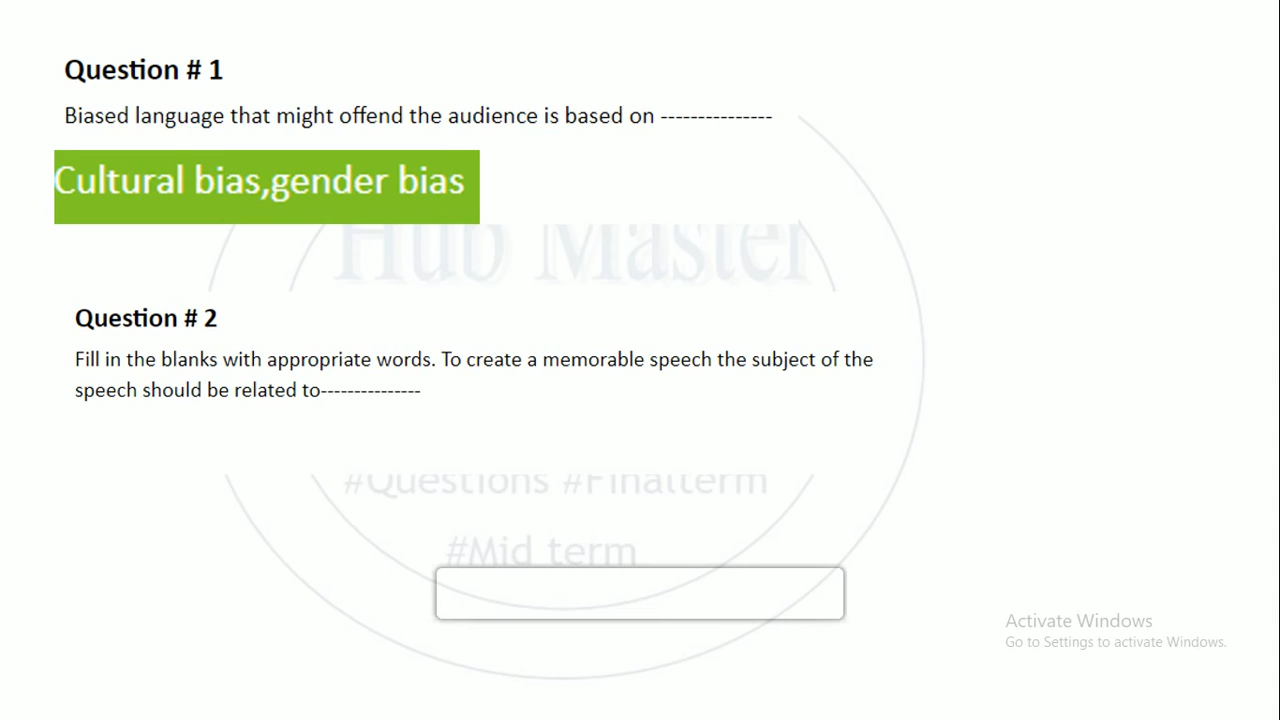 Question # 1
Biased language that might offend the audience is based on ---------------
Cultural bias,gender bias
Hub Master
Question # 2
Fill in the blanks with appropriate words. To create a memorable speech the subject of the
speech should be related to---------------
#Questions #Finalterm
#Mid term
Activate Windows
Go to Settings to activate Windows.